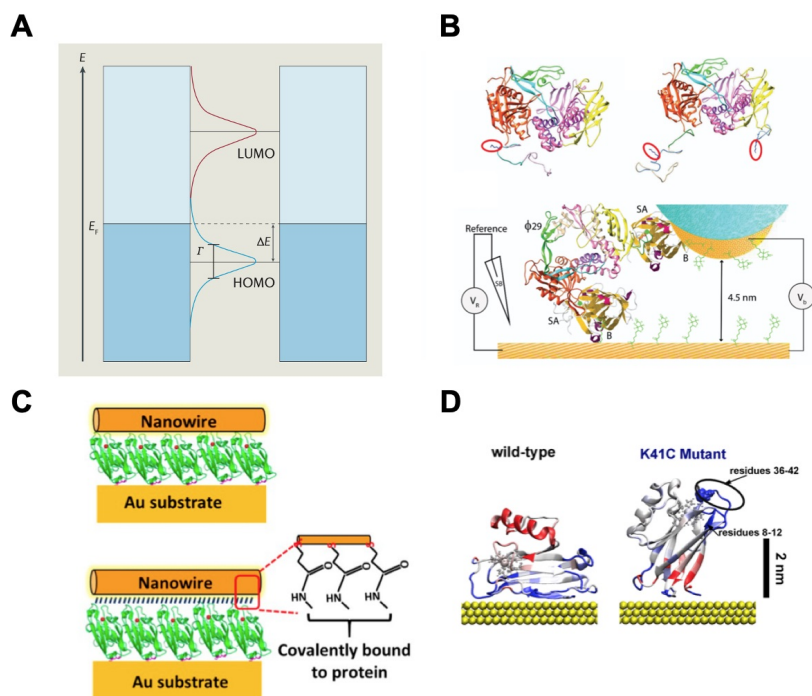 A
E
LUMO
E_F
ΔE
Γ
HOMO
B
SA
ϕ29
Reference
SB
B
4.5 nm
V_R
V_b
SA
B
C
Nanowire
Au substrate
Nanowire
O O O
HN HN HN
Covalently bound
to protein
Au substrate
D
wild-type
K41C Mutant
residues 36-42
residues 8-12
2 nm